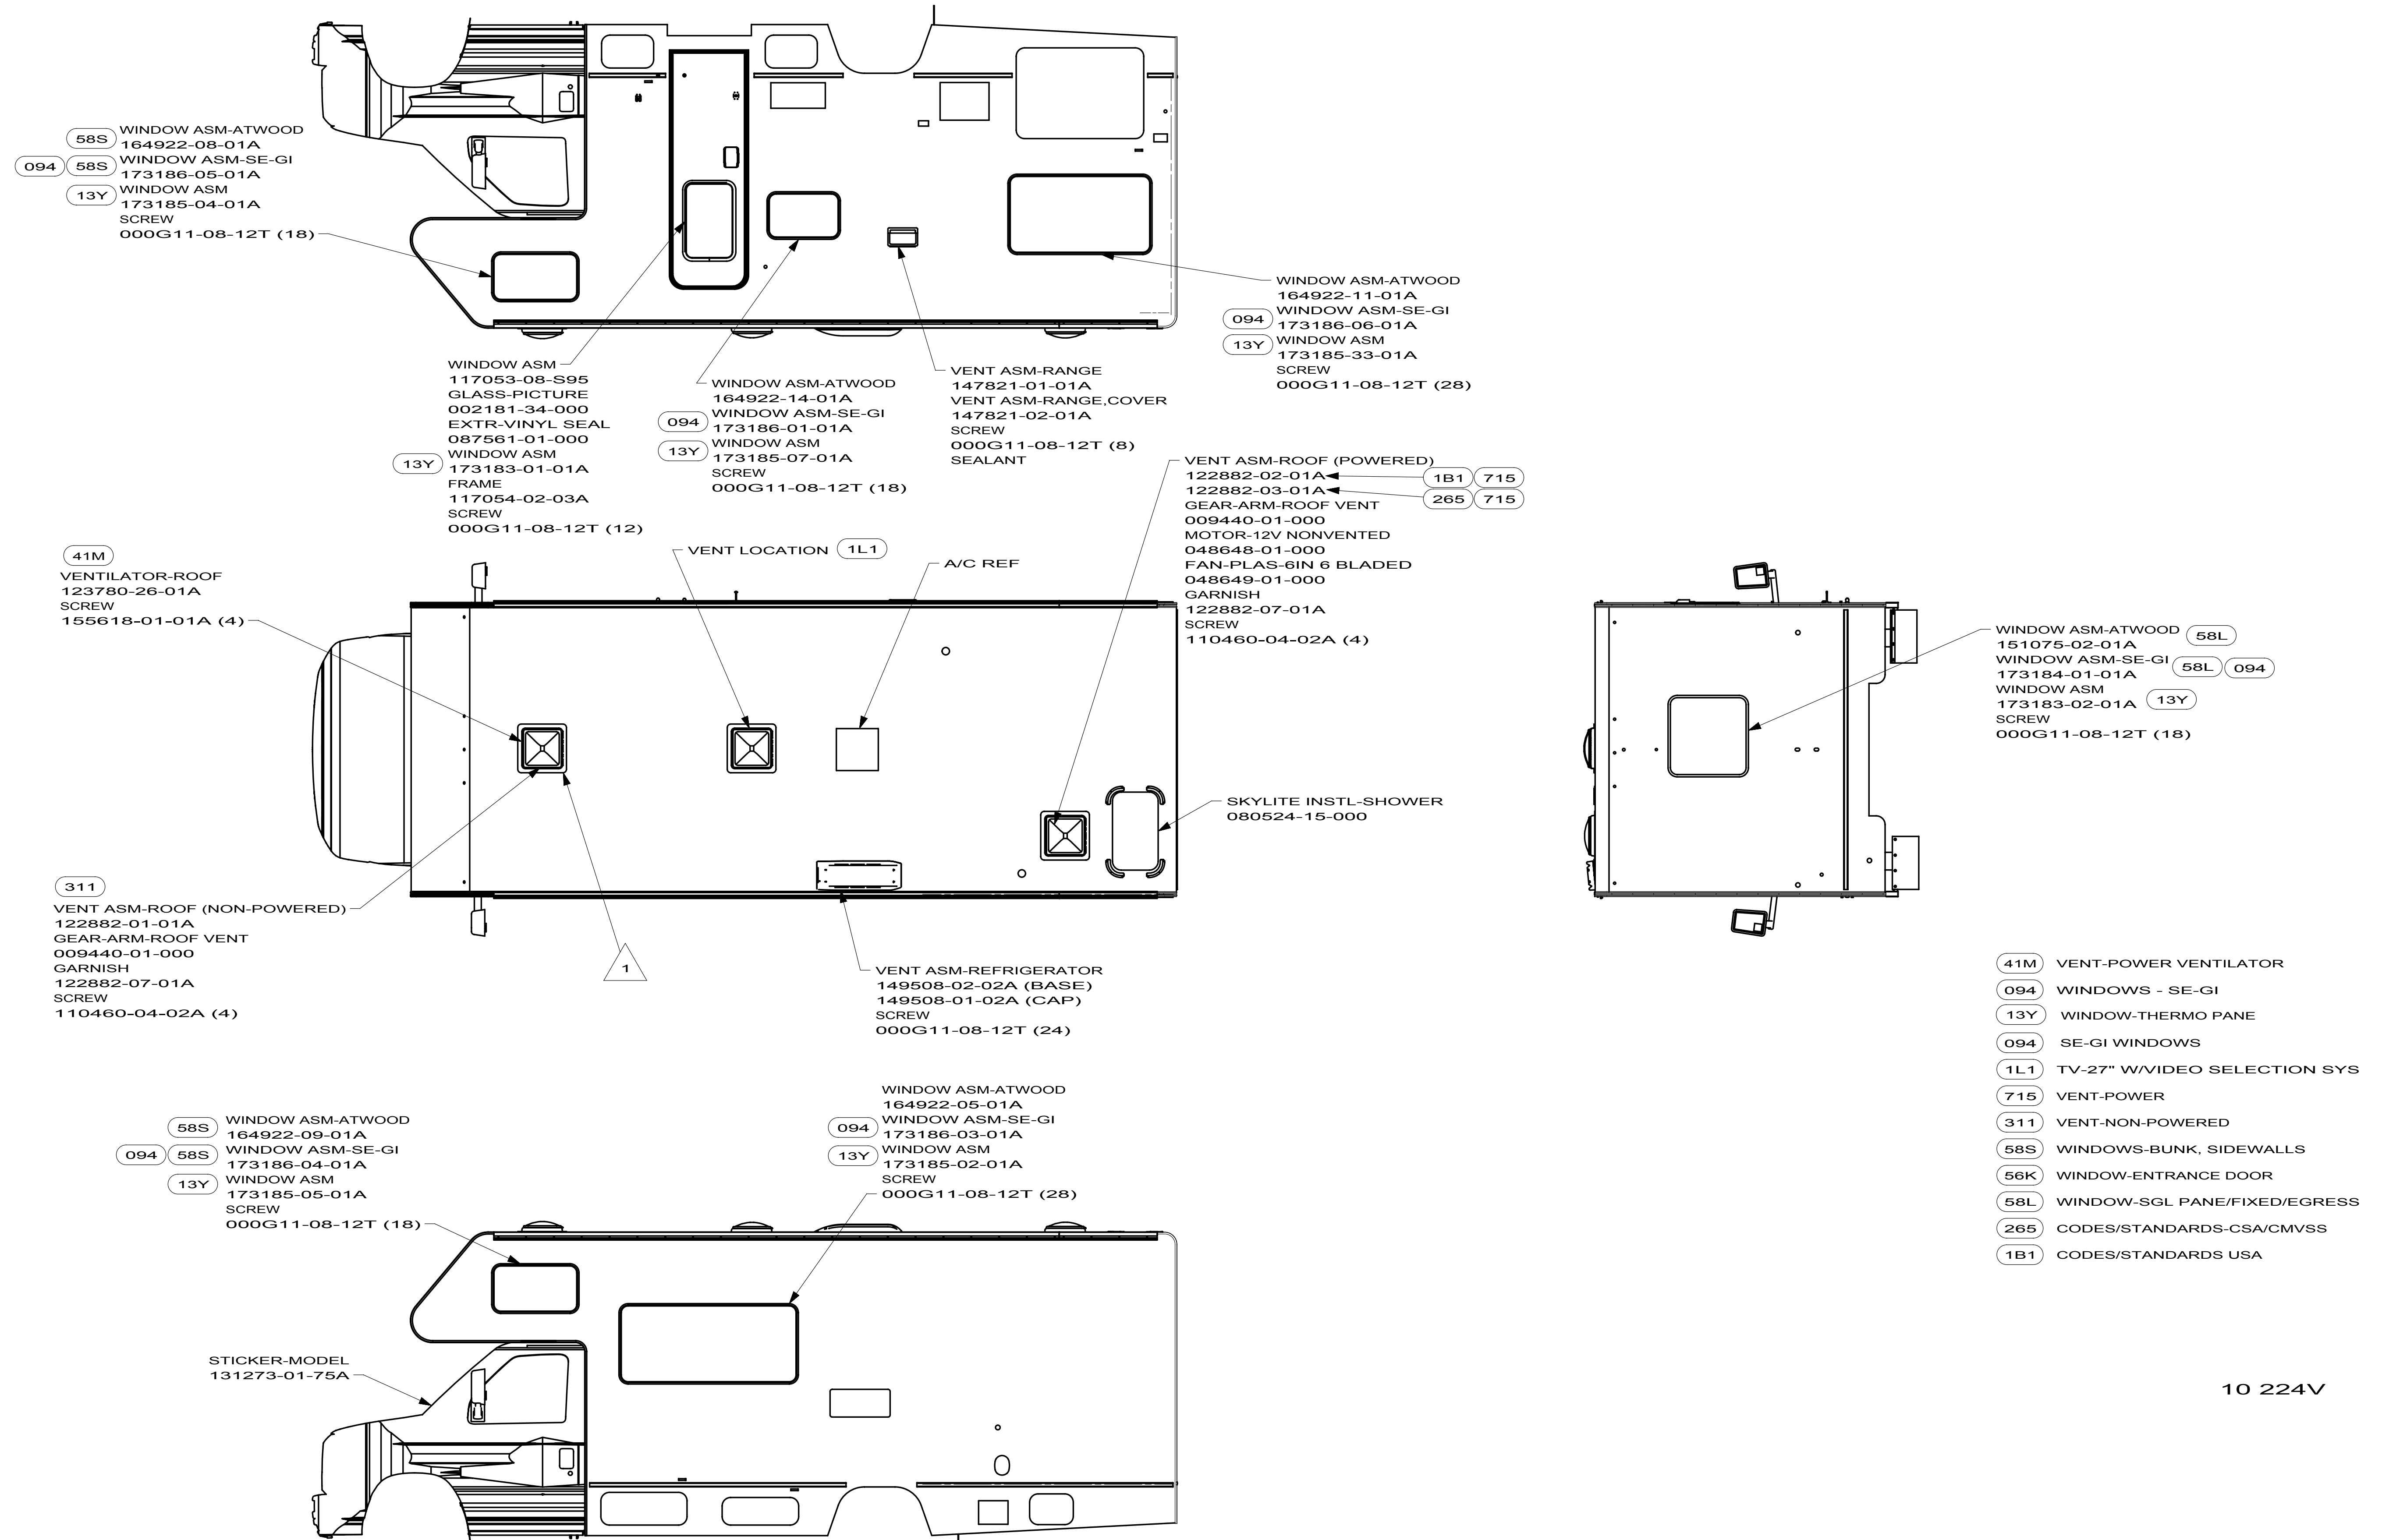 58S WINDOW ASM-ATWOOD
164922-08-01A
094 58S WINDOW ASM-SE-GI
173186-05-01A
13Y WINDOW ASM
173185-04-01A
SCREW
000G11-08-12T (18)
WINDOW ASM-ATWOOD
164922-11-01A
094 WINDOW ASM-SE-GI
173186-06-01A
13Y WINDOW ASM
173185-33-01A
SCREW
000G11-08-12T (28)
WINDOW ASM
117053-08-S95
GLASS-PICTURE
002181-34-000
EXTR-VINYL SEAL
087561-01-000
13Y WINDOW ASM
173183-01-01A
FRAME
117054-02-03A
SCREW
000G11-08-12T (12)
WINDOW ASM-ATWOOD
164922-14-01A
094 WINDOW ASM-SE-GI
173186-01-01A
13Y WINDOW ASM
173185-07-01A
SCREW
000G11-08-12T (18)
VENT ASM-RANGE
147821-01-01A
VENT ASM-RANGE,COVER
147821-02-01A
SCREW
000G11-08-12T (8)
SEALANT
VENT ASM-ROOF (POWERED)
122882-02-01A 1B1 715
122882-03-01A 265 715
GEAR-ARM-ROOF VENT
009440-01-000
MOTOR-12V NONVENTED
048648-01-000
FAN-PLAS-6IN 6 BLADED
048649-01-000
GARNISH
122882-07-01A
SCREW
110460-04-02A (4)
41M
VENTILATOR-ROOF
123780-26-01A
SCREW
155618-01-01A (4)
VENT LOCATION 1L1
A/C REF
WINDOW ASM-ATWOOD 58L
151075-02-01A
WINDOW ASM-SE-GI 58L 094
173184-01-01A
WINDOW ASM
173183-02-01A 13Y
SCREW
000G11-08-12T (18)
SKYLITE INSTL-SHOWER
080524-15-000
311
VENT ASM-ROOF (NON-POWERED)
122882-01-01A
GEAR-ARM-ROOF VENT
009440-01-000
GARNISH
122882-07-01A
SCREW
110460-04-02A (4)
1
VENT ASM-REFRIGERATOR
149508-02-02A (BASE)
149508-01-02A (CAP)
SCREW
000G11-08-12T (24)
41M VENT-POWER VENTILATOR
094 WINDOWS - SE-GI
13Y WINDOW-THERMO PANE
094 SE-GI WINDOWS
1L1 TV-27" W/VIDEO SELECTION SYS
715 VENT-POWER
311 VENT-NON-POWERED
58S WINDOWS-BUNK, SIDEWALLS
56K WINDOW-ENTRANCE DOOR
58L WINDOW-SGL PANE/FIXED/EGRESS
265 CODES/STANDARDS-CSA/CMVSS
1B1 CODES/STANDARDS USA
58S WINDOW ASM-ATWOOD
164922-09-01A
094 58S WINDOW ASM-SE-GI
173186-04-01A
13Y WINDOW ASM
173185-05-01A
SCREW
000G11-08-12T (18)
WINDOW ASM-ATWOOD
164922-05-01A
094 WINDOW ASM-SE-GI
173186-03-01A
13Y WINDOW ASM
173185-02-01A
SCREW
000G11-08-12T (28)
STICKER-MODEL
131273-01-75A
10 224V